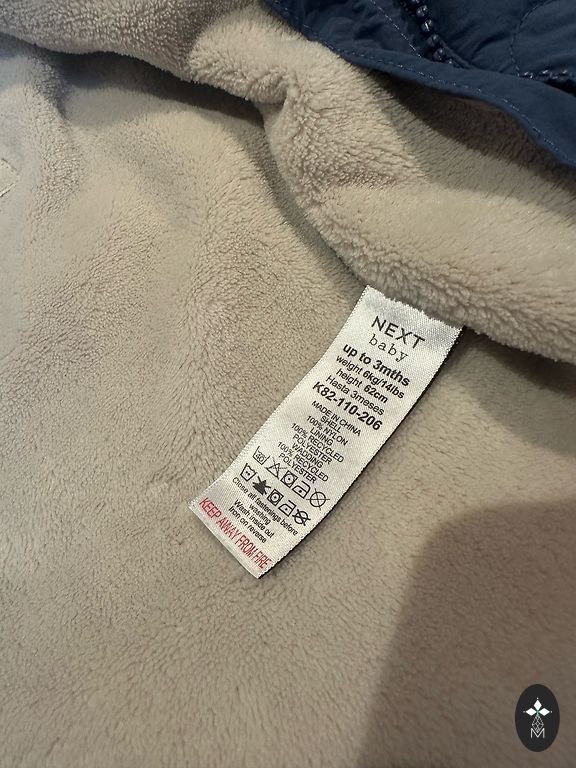 NEXT
baby
up to 3mths
weight 6kg/14lbs
height 62cm
Hasta 3meses
K82-110-206
MADE IN CHINA
SHELL
100% NYLON
LINING
100% RECYCLED
POLYESTER
WADDING
100% RECYCLED
POLYESTER
Close all fastenings before
washing
Wash inside out
Iron on reverse
KEEP AWAY FROM FIRE
M